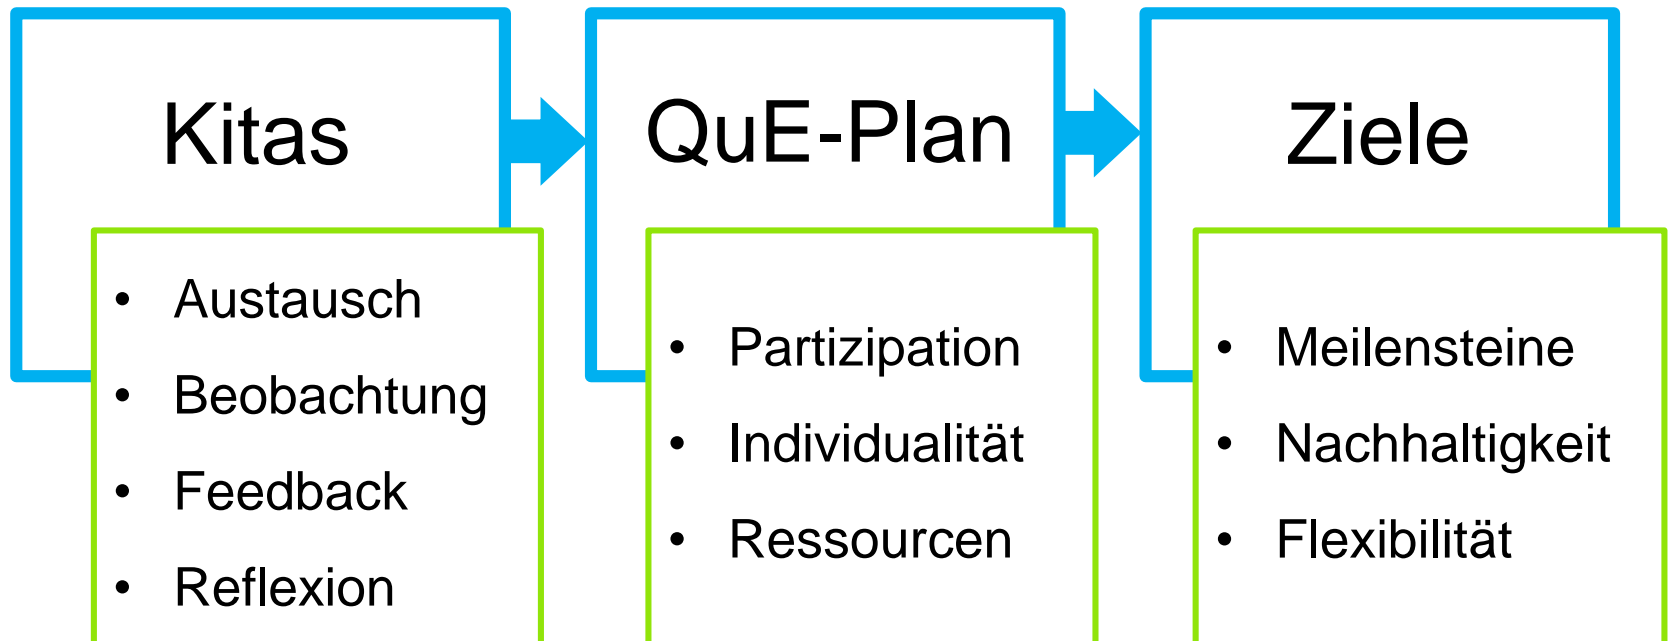 Kitas
• Austausch
• Beobachtung
• Feedback
• Reflexion
QuE-Plan
• Partizipation
• Individualität
• Ressourcen
Ziele
• Meilensteine
• Nachhaltigkeit
• Flexibilität